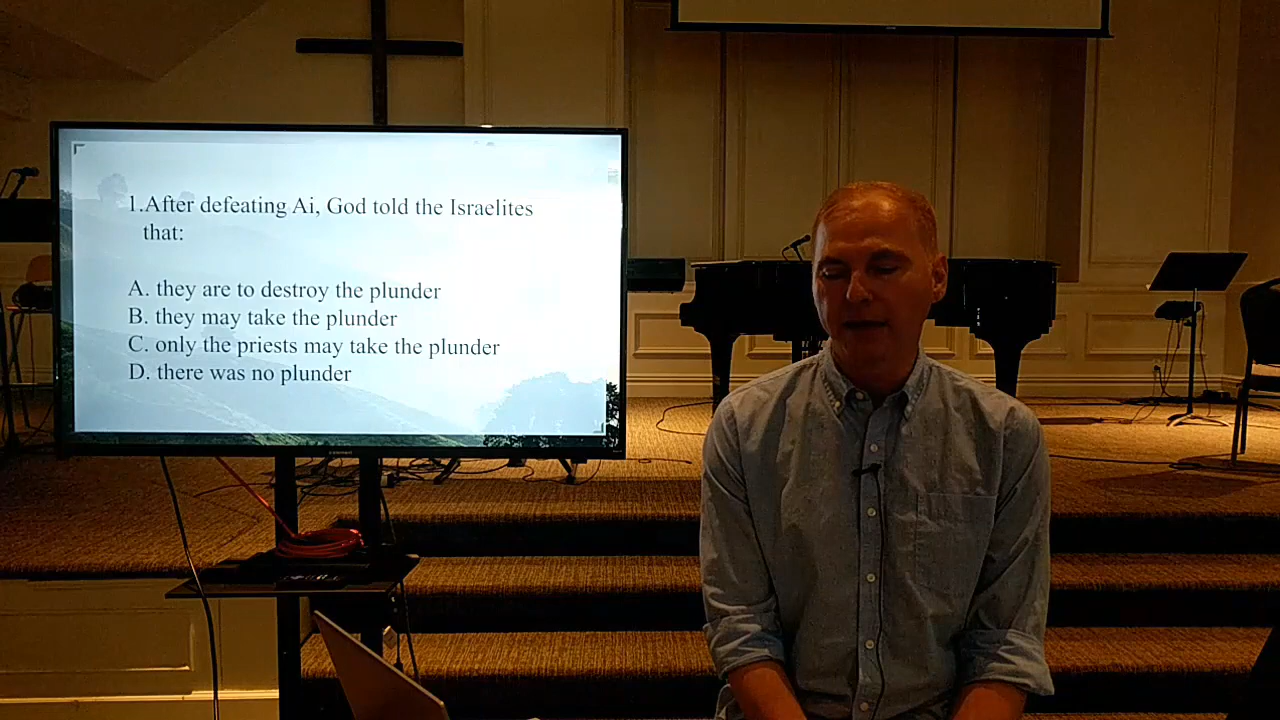 1.After defeating Ai, God told the Israelites
that:
A. they are to destroy the plunder
B. they may take the plunder
C. only the priests may take the plunder
D. there was no plunder